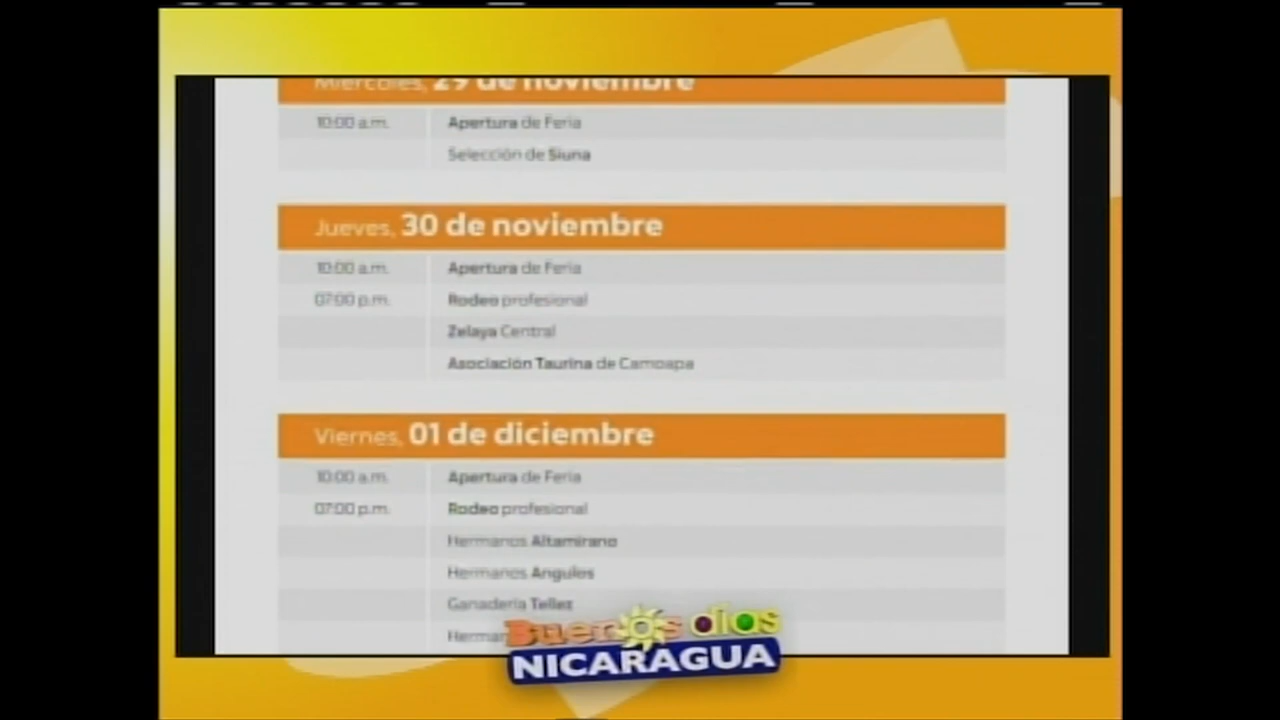 Miércoles, 29 de noviembre
10:00 a.m. Apertura de Feria
Selección de Siuna
Jueves, 30 de noviembre
10:00 a.m. Apertura de Feria
07:00 p.m. Rodeo profesional
Zelaya Central
Asociación Taurina de Camoapa
Viernes, 01 de diciembre
10:00 a.m. Apertura de Feria
07:00 p.m. Rodeo profesional
Hermanos Altamirano
Hermanos Angulos
Ganadería Tellez
Buenos días
NICARAGUA